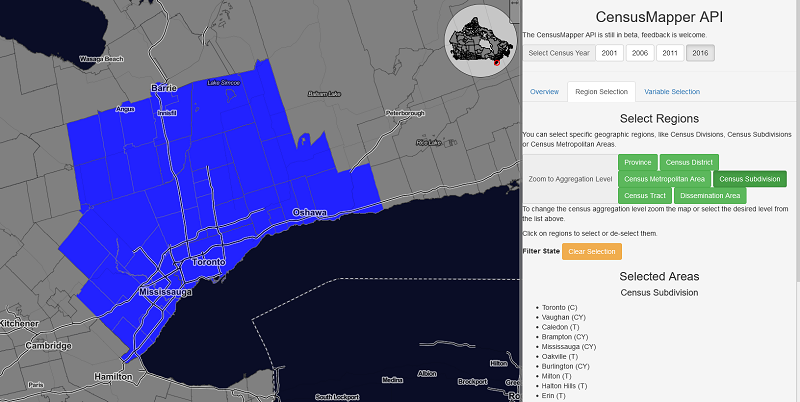 Wasaga Beach
Barrie
Lake Simcoe
Angus
Innisfil
Balsam Lake
Peterborough
Rice Lake
Oshawa
Toronto
Mississauga
Kitchener
Cambridge
Paris
Hamilton
South Lockport
Medina
Albion
Brockport
Hilton
Gree
Ro
CensusMapper API
The CensusMapper API is still in beta, feedback is welcome.
Select Census Year 2001 2006 2011 2016
Overview Region Selection Variable Selection
Select Regions
You can select specific geographic regions, like Census Divisions, Census Subdivisions
or Census Metropolitan Areas.
Zoom to Aggregation Level
Province Census District
Census Metropolitan Area Census Subdivision
Census Tract Dissemination Area
To change the census aggregation level zoom the map or select the desired level from
the list above.
Click on regions to select or de-select them.
Filter State Clear Selection
Selected Areas
Census Subdivision
• Toronto (C)
• Vaughan (CY)
• Caledon (T)
• Brampton (CY)
• Mississauga (CY)
• Oakville (T)
• Burlington (CY)
• Milton (T)
• Halton Hills (T)
• Erin (T)